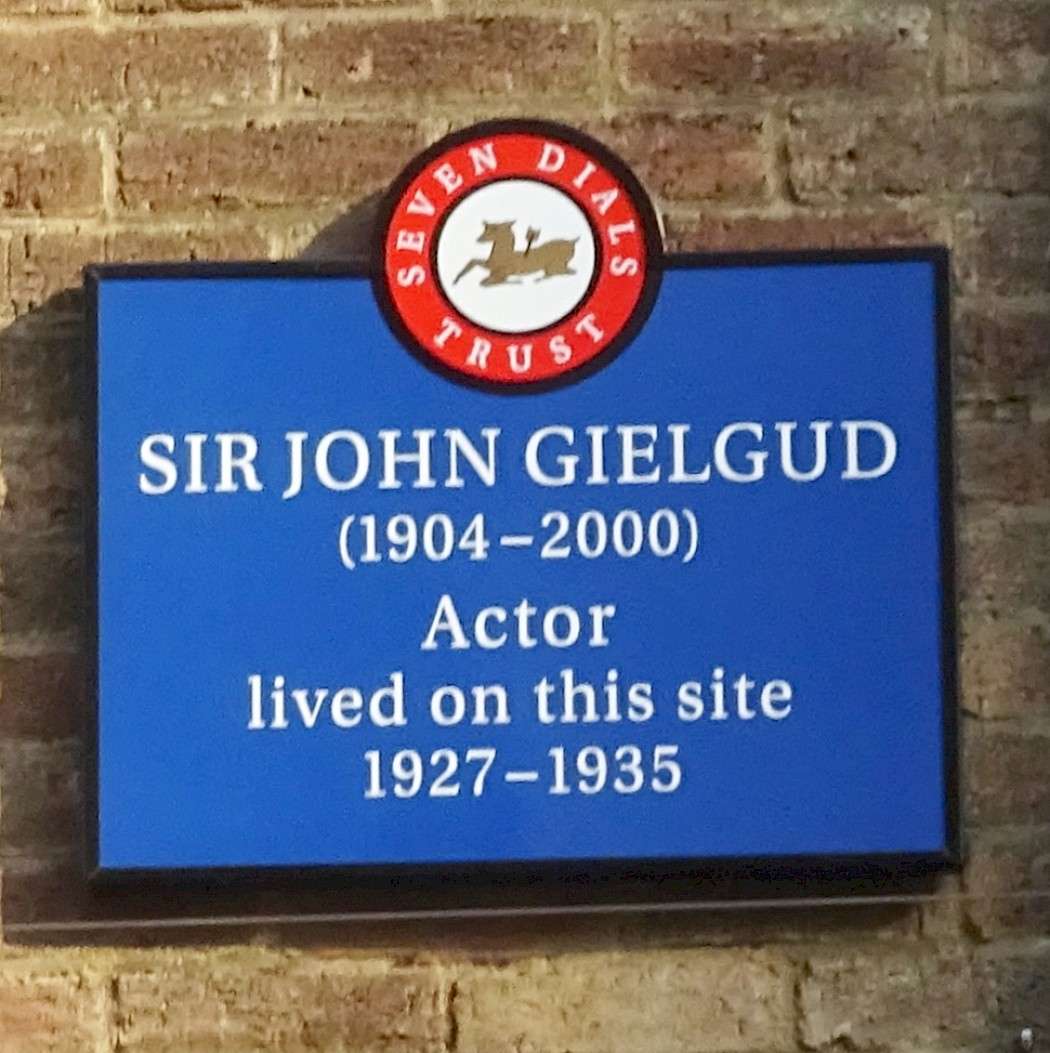 SEVEN DIALS
TRUST
SIR JOHN GIELGUD
(1904–2000)
Actor
lived on this site
1927–1935